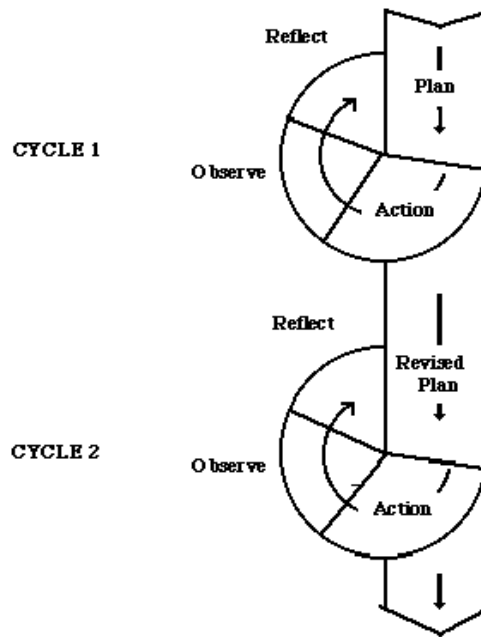 Reflect
Plan
CYCLE 1
Observe
Action
Reflect
Revised
Plan
CYCLE 2
Observe
Action